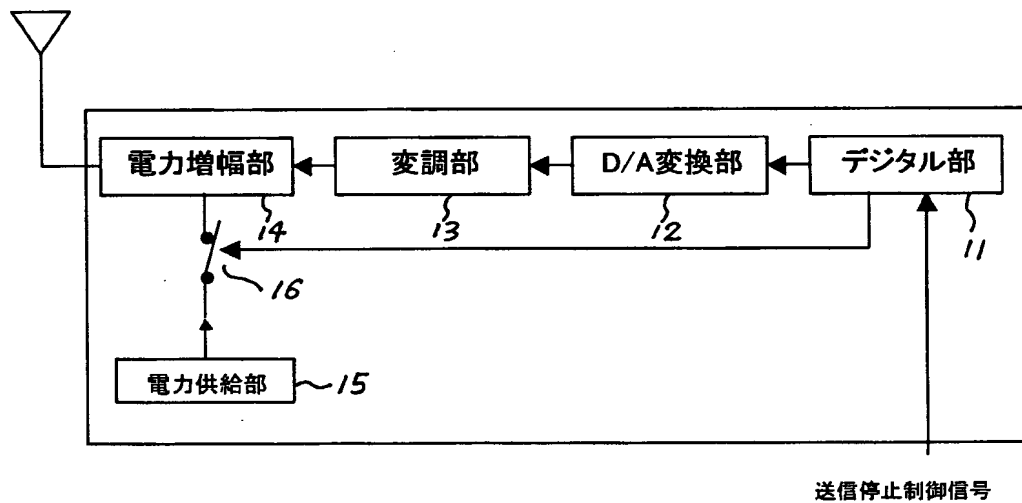 電力増幅部
変調部
D/A変換部
デジタル部
14
13
12
11
16
電力供給部
15
送信停止制御信号